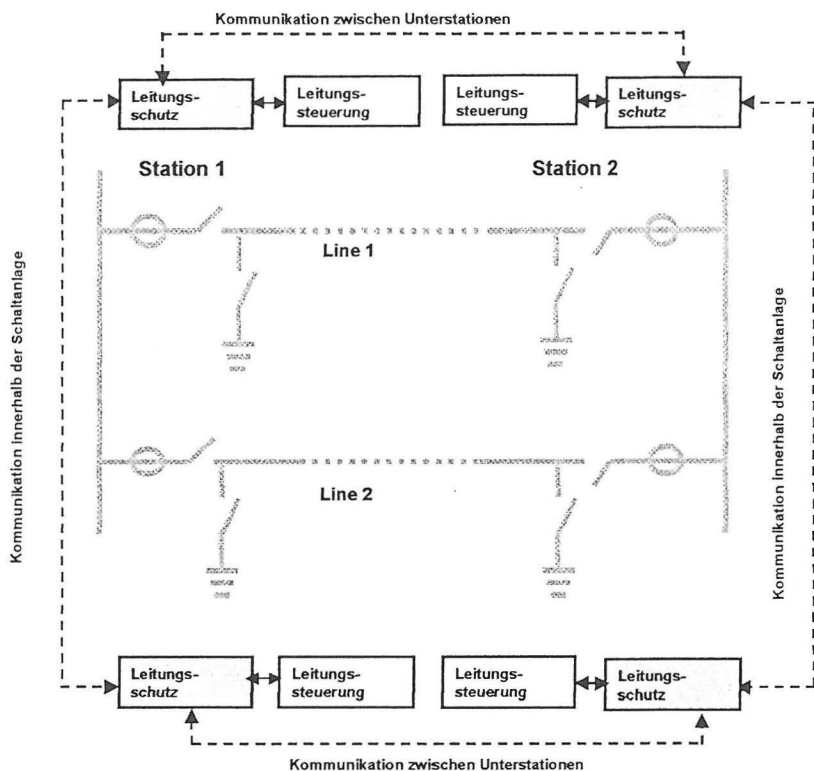 Kommunikation zwischen Unterstationen
Leitungs-
schutz
Leitungs-
steuerung
Leitungs-
steuerung
Leitungs-
schutz
Station 1
Station 2
Line 1
Kommunikation innerhalb der Schaltanlage
Kommunikation innerhalb der Schaltanlage
Line 2
Leitungs-
schutz
Leitungs-
steuerung
Leitungs-
steuerung
Leitungs-
schutz
Kommunikation zwischen Unterstationen